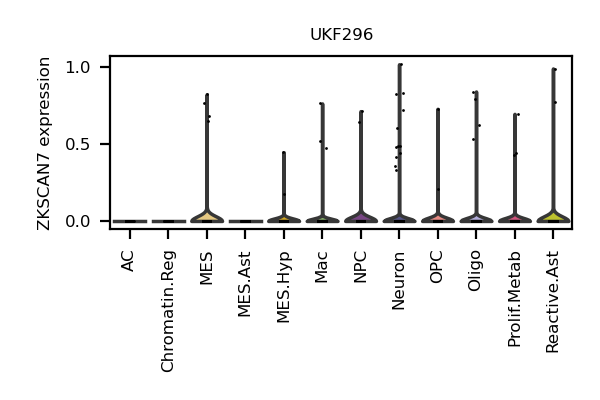 UKF296
ZKSCAN7 expression
1.0
0.5
0.0
AC
Chromatin.Reg
MES
MES.Ast
MES.Hyp
Mac
NPC
Neuron
OPC
Oligo
Prolif.Metab
Reactive.Ast